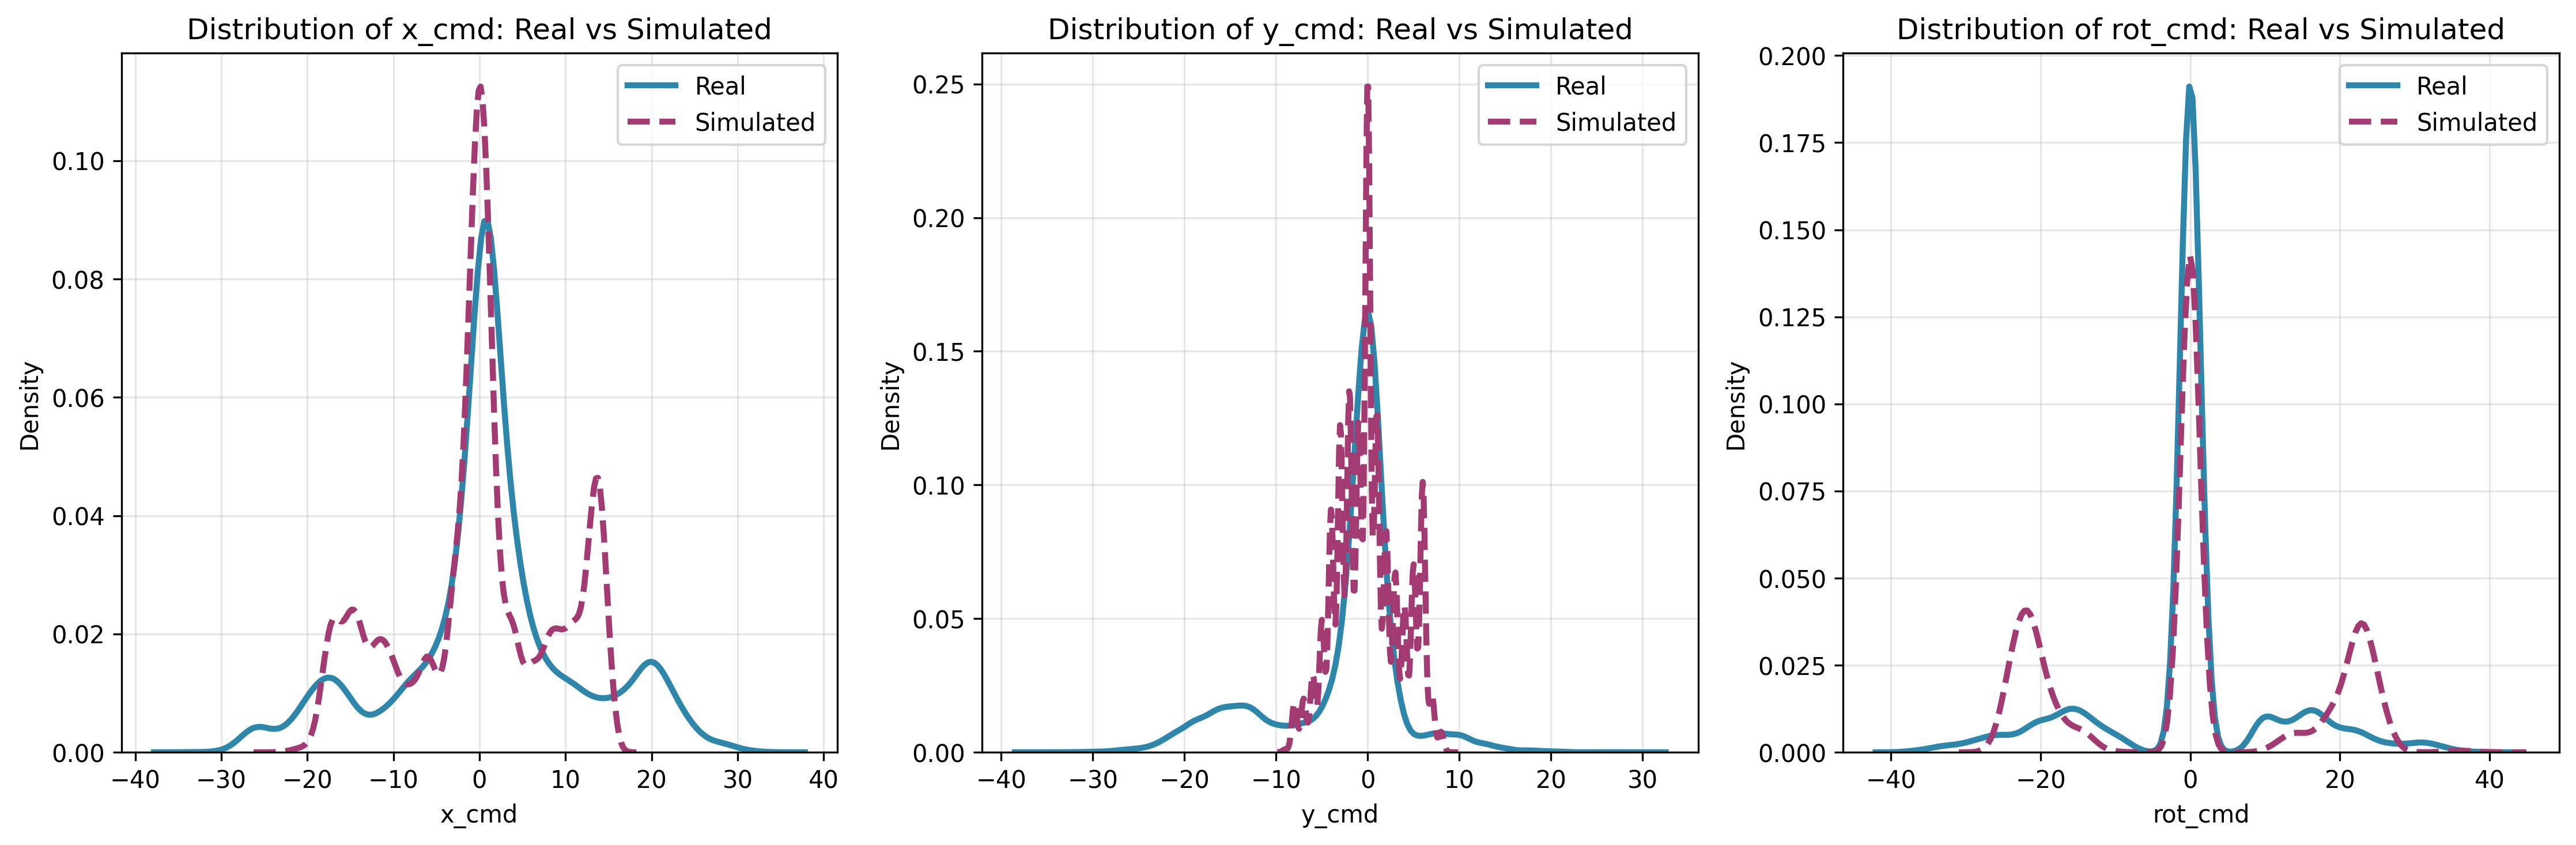 Distribution of x_cmd: Real vs Simulated
Real
Simulated
Density
0.10
0.08
0.06
0.04
0.02
0.00
−40 −30 −20 −10 0 10 20 30 40
x_cmd
Distribution of y_cmd: Real vs Simulated
Real
Simulated
Density
0.25
0.20
0.15
0.10
0.05
0.00
−40 −30 −20 −10 0 10 20 30
y_cmd
Distribution of rot_cmd: Real vs Simulated
Real
Simulated
Density
0.200
0.175
0.150
0.125
0.100
0.075
0.050
0.025
0.000
−40 −20 0 20 40
rot_cmd